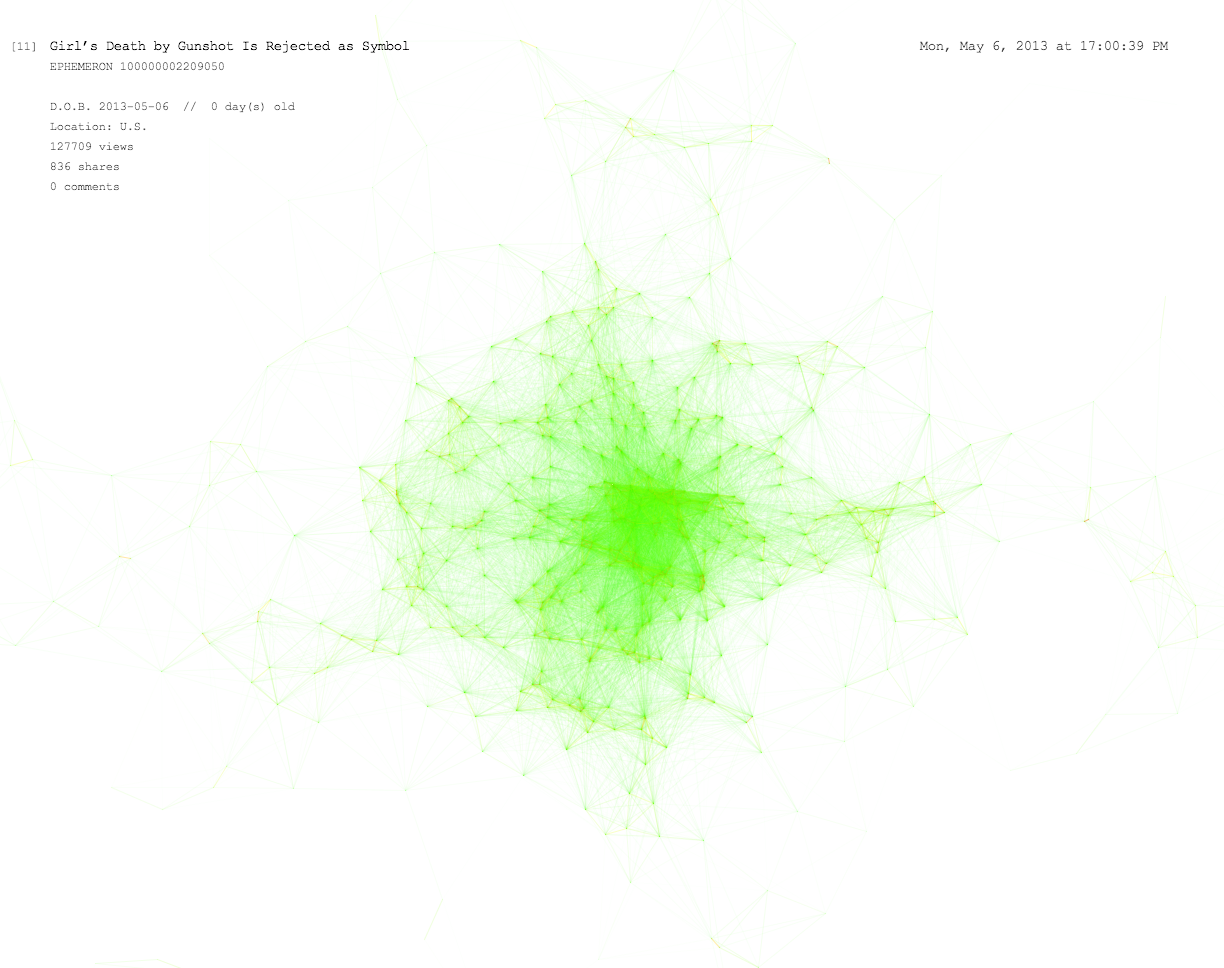 [11] Girl's Death by Gunshot Is Rejected as Symbol Mon, May 6, 2013 at 17:00:39 PM
EPHEMERON 100000002209050
D.O.B. 2013-05-06 // 0 day(s) old
Location: U.S.
127709 views
836 shares
0 comments